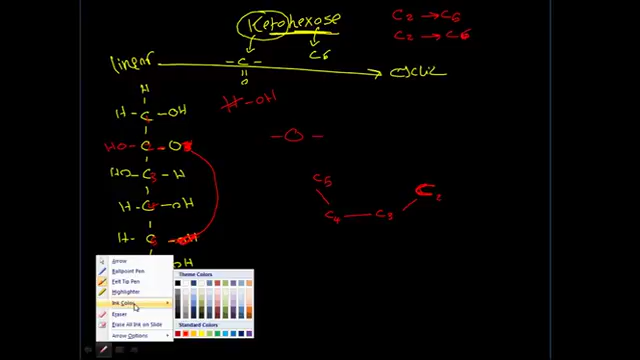 Ketohexose
C2 → C5
C2 → C6
C6
linear
-C-
O
cyclic
H
H-C-OH
H-OH
HO-C-O
-O-
HO-C-H
H-C-OH
H-C-OH
OH
C5
C4
C3
C2
Arrow
Ballpoint Pen
Felt Tip Pen
Highlighter
Ink Color
Eraser
Erase All Ink on Slide
Arrow Options
Theme Colors
Standard Colors